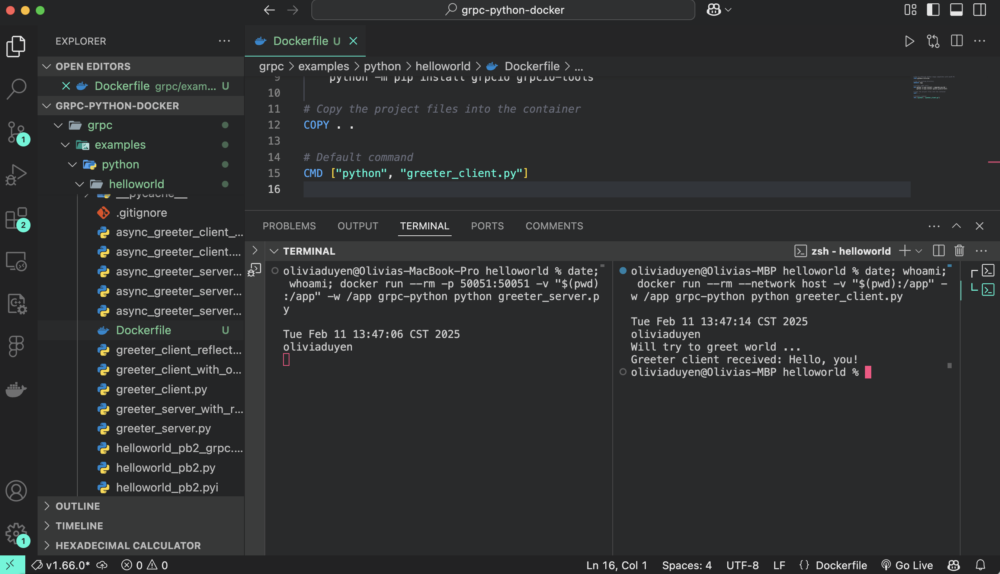 grpc-python-docker
EXPLORER
OPEN EDITORS
Dockerfile grpc/exam... U
GRPC-PYTHON-DOCKER
grpc
examples
python
helloworld
__pycache__
.gitignore
async_greeter_client_...
async_greeter_client....
async_greeter_server...
async_greeter_server...
async_greeter_server...
Dockerfile U
greeter_client_reflect...
greeter_client_with_o...
greeter_client.py
greeter_server_with_r...
greeter_server.py
helloworld_pb2_grpc....
helloworld_pb2.py
helloworld_pb2.pyi
OUTLINE
TIMELINE
HEXADECIMAL CALCULATOR
1
2
1
Dockerfile U
grpc > examples > python > helloworld > Dockerfile > ...
9 python -m pip install grpcio grpcio-tools
10
11 # Copy the project files into the container
12 COPY . .
13
14 # Default command
15 CMD ["python", "greeter_client.py"]
16
PROBLEMS OUTPUT TERMINAL PORTS COMMENTS
TERMINAL
zsh - helloworld
oliviaduyen@Olivias-MacBook-Pro helloworld % date;
whoami; docker run --rm -p 50051:50051 -v "$(pwd)
:/app" -w /app grpc-python python greeter_server.p
y
Tue Feb 11 13:47:06 CST 2025
oliviaduyen
oliviaduyen@Olivias-MBP helloworld % date; whoami;
docker run --rm --network host -v "$(pwd):/app" -
w /app grpc-python python greeter_client.py
Tue Feb 11 13:47:14 CST 2025
oliviaduyen
Will try to greet world ...
Greeter client received: Hello, you!
oliviaduyen@Olivias-MBP helloworld %
v1.66.0* 0 0
Ln 16, Col 1 Spaces: 4 UTF-8 LF {} Dockerfile Go Live